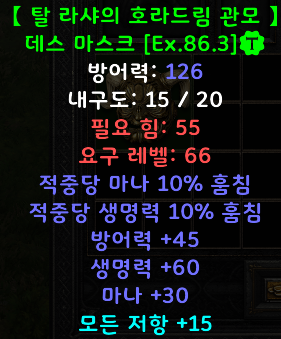 【 탈 라샤의 호라드림 관모 】
데스 마스크 [Ex.86.3] T
방어력: 126
내구도: 15 / 20
필요 힘: 55
요구 레벨: 66
적중당 마나 10% 훔침
적중당 생명력 10% 훔침
방어력 +45
생명력 +60
마나 +30
모든 저항 +15